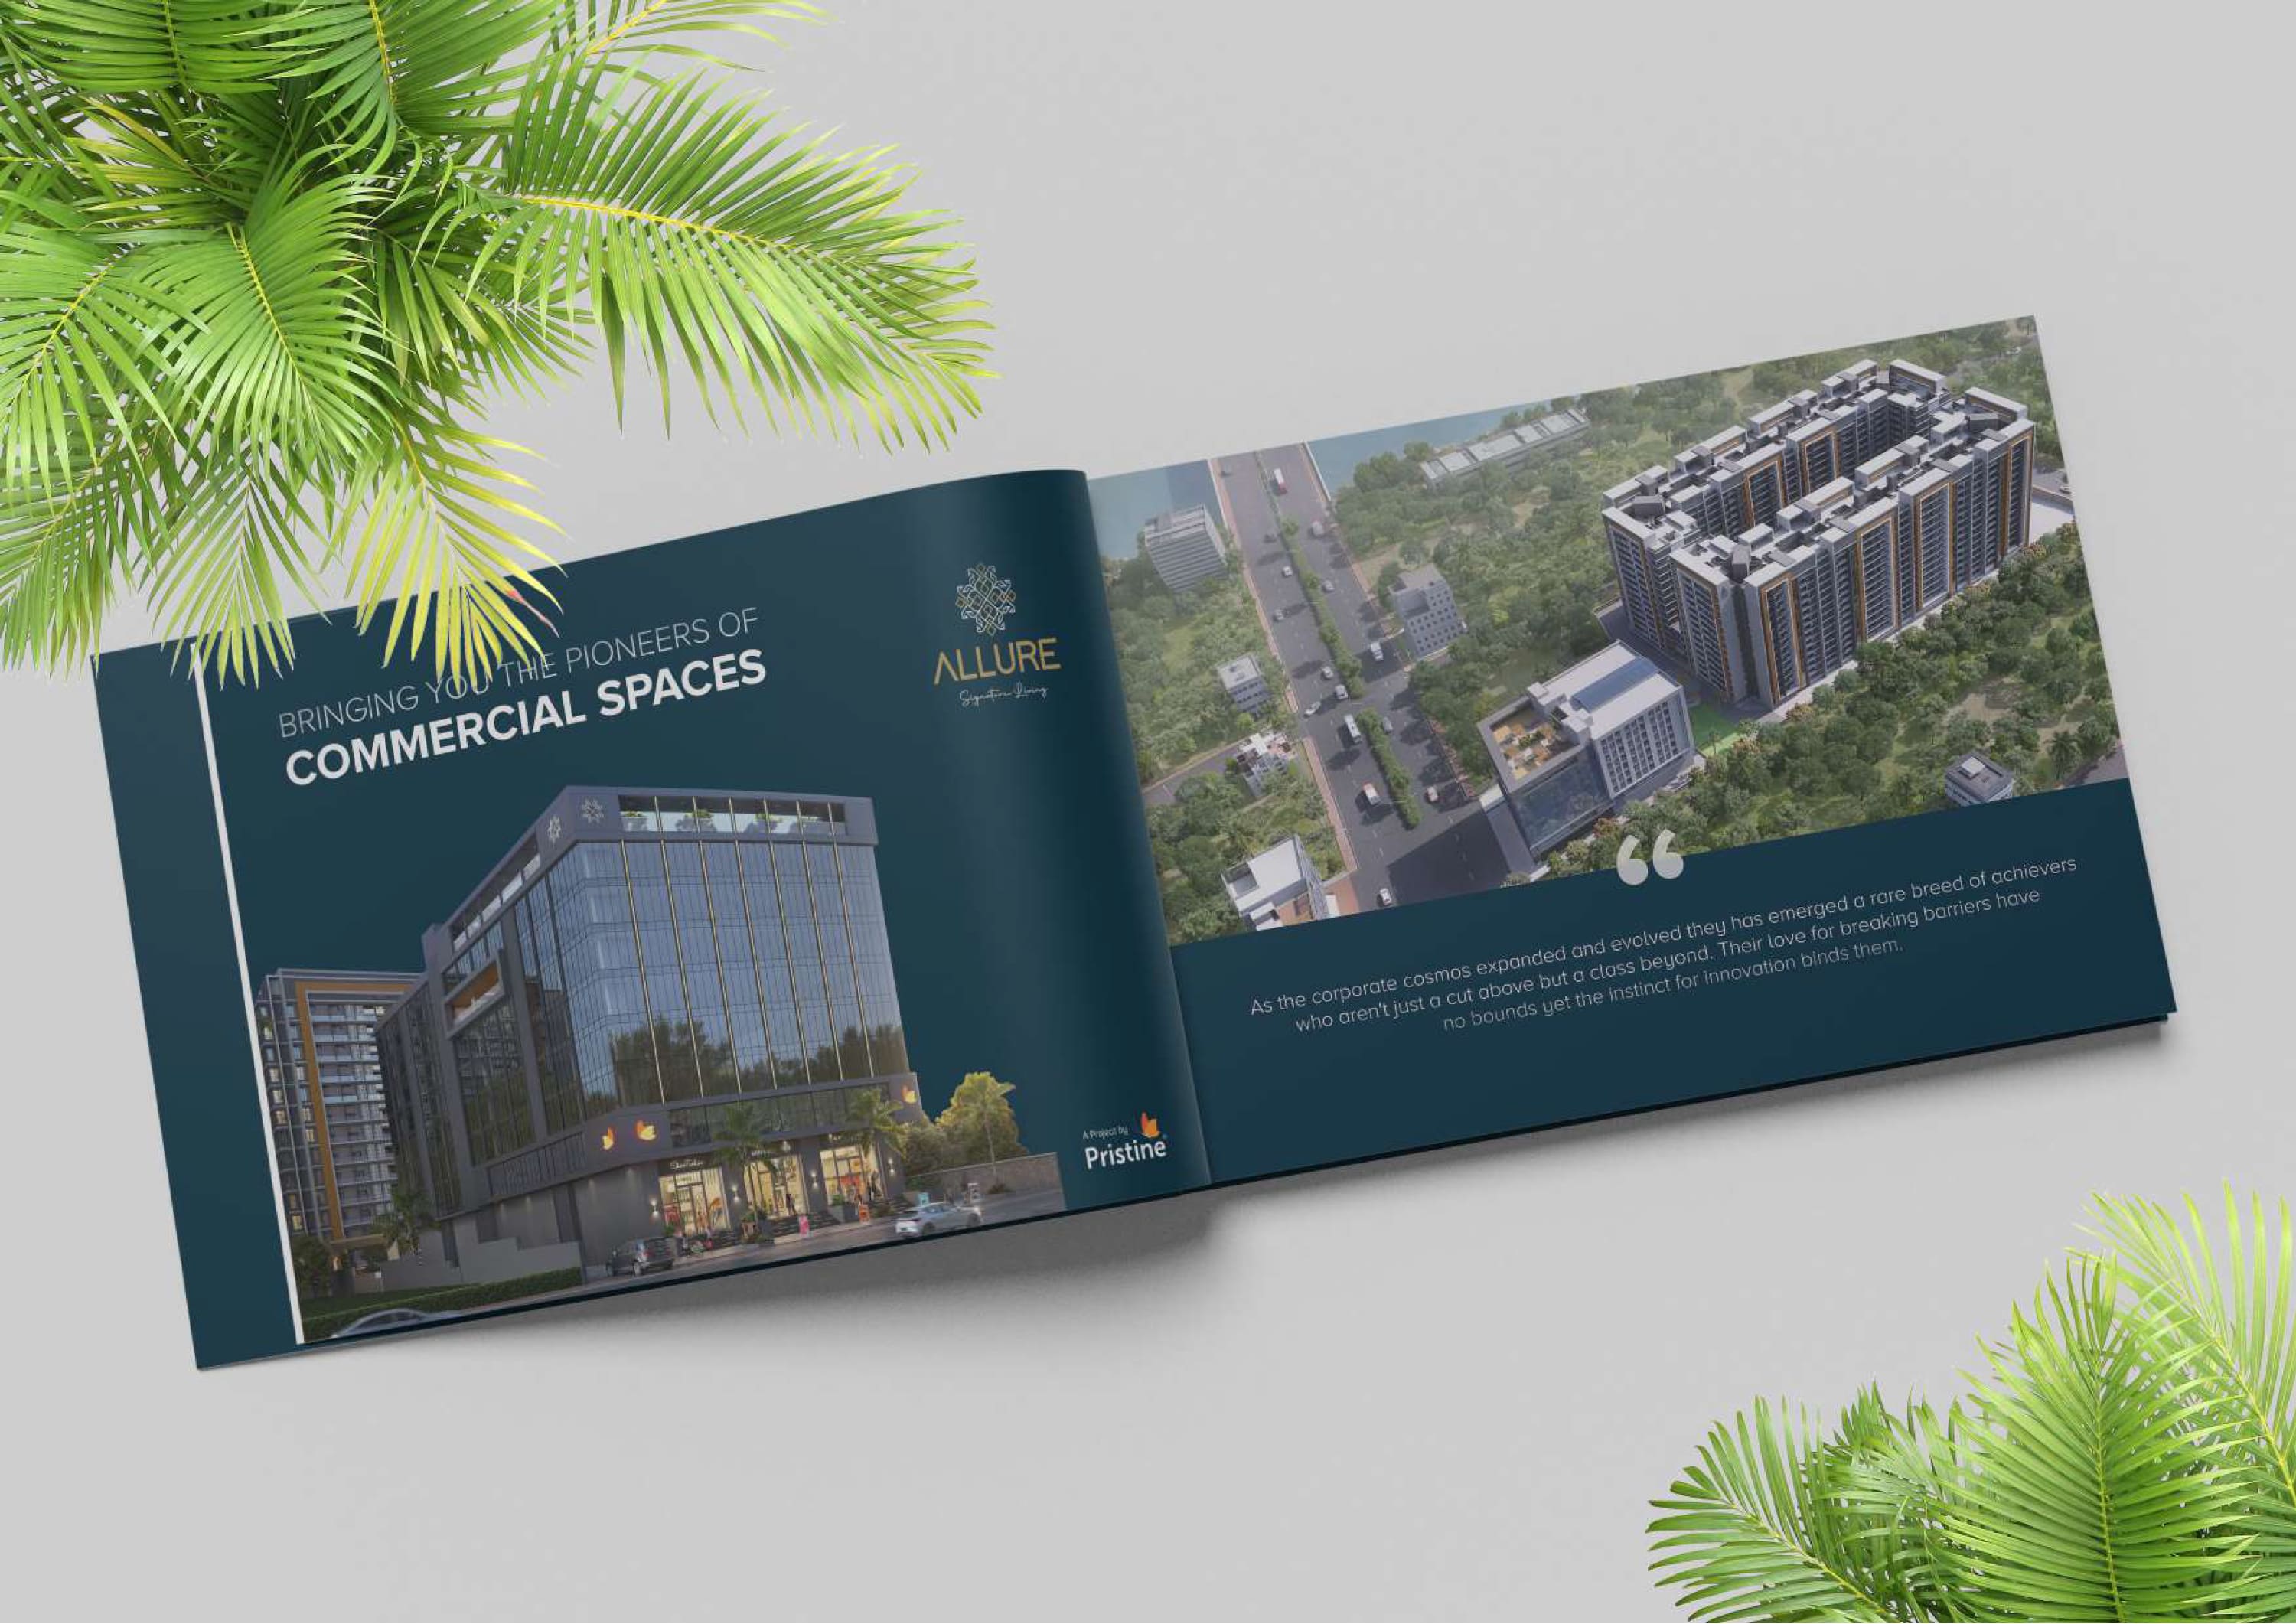 BRINGING YOU THE PIONEERS OF
COMMERCIAL SPACES
ALLURE
Signature Living
A Project by
Pristine
As the corporate cosmos expanded and evolved they has emerged a rare breed of achievers
who aren't just a cut above but a class beyond. Their love for breaking barriers have
no bounds yet the instinct for innovation binds them.